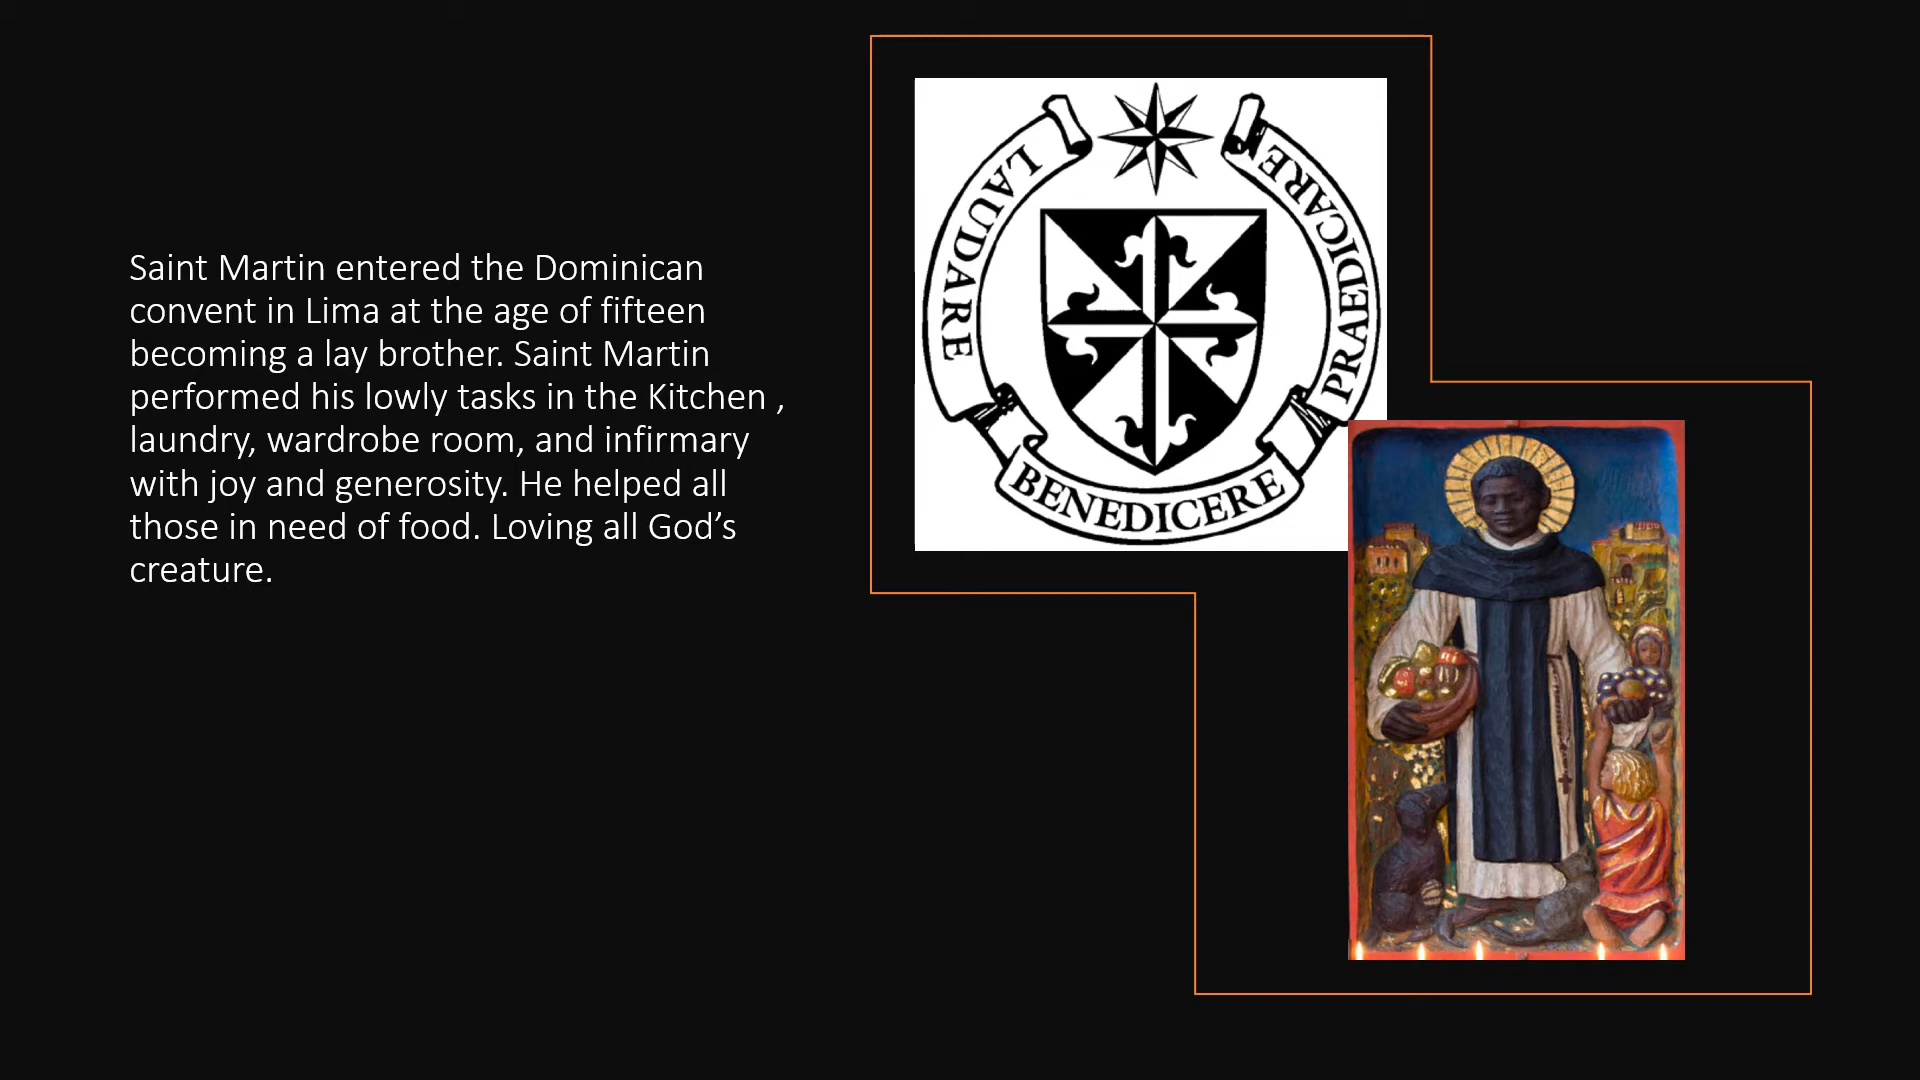 Saint Martin entered the Dominican
convent in Lima at the age of fifteen
becoming a lay brother. Saint Martin
performed his lowly tasks in the Kitchen ,
laundry, wardrobe room, and infirmary
with joy and generosity. He helped all
those in need of food. Loving all God’s
creature.
LAUDARE
BENEDICERE
PRAEDICARE